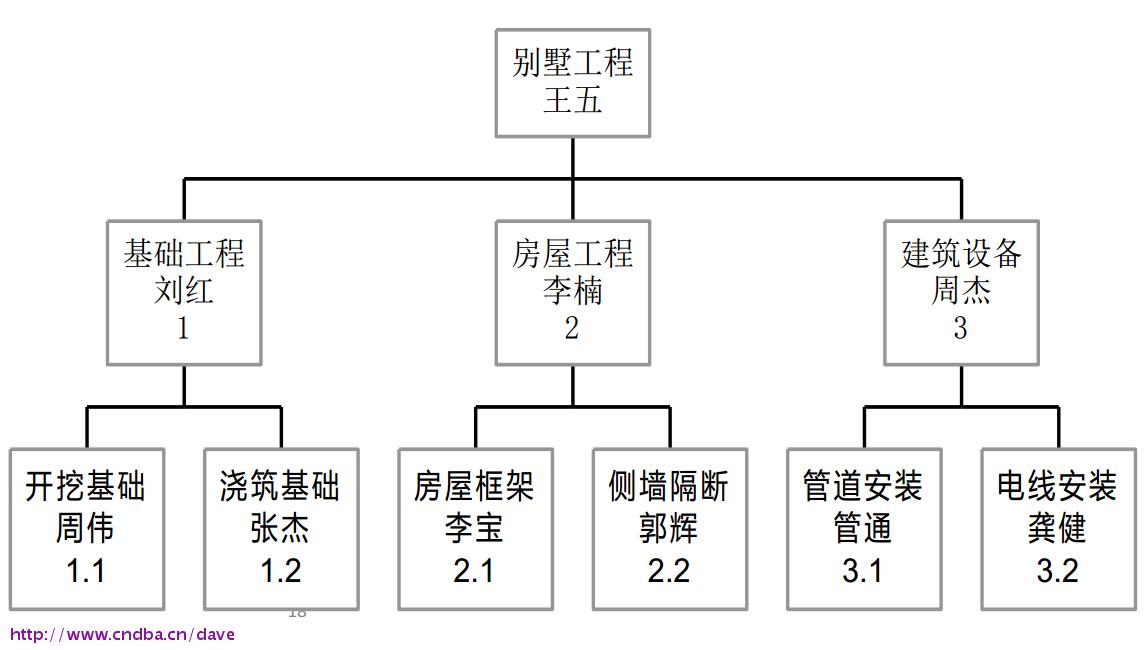 别墅工程
王五
基础工程
刘红
1
房屋工程
李楠
2
建筑设备
周杰
3
开挖基础
周伟
1.1
浇筑基础
张杰
1.2
房屋框架
李宝
2.1
侧墙隔断
郭辉
2.2
管道安装
管通
3.1
电线安装
龚健
3.2
18
http://www.cndba.cn/dave